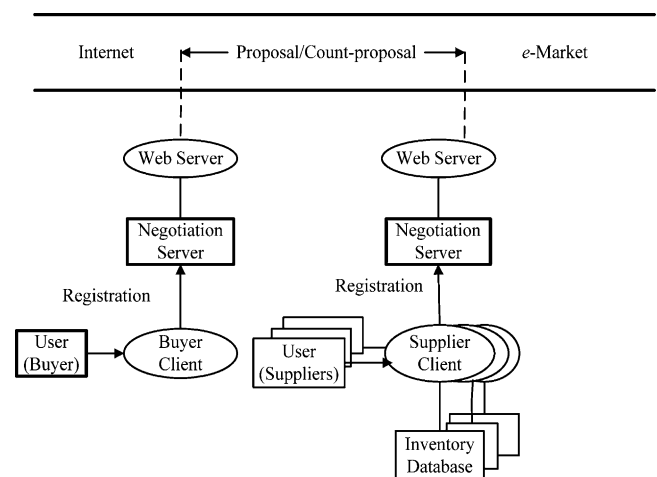 Internet
Proposal/Count-proposal
e-Market
Web Server
Web Server
Negotiation
Server
Negotiation
Server
Registration
Registration
User
(Buyer)
Buyer
Client
User
(Suppliers)
Supplier
Client
Inventory
Database